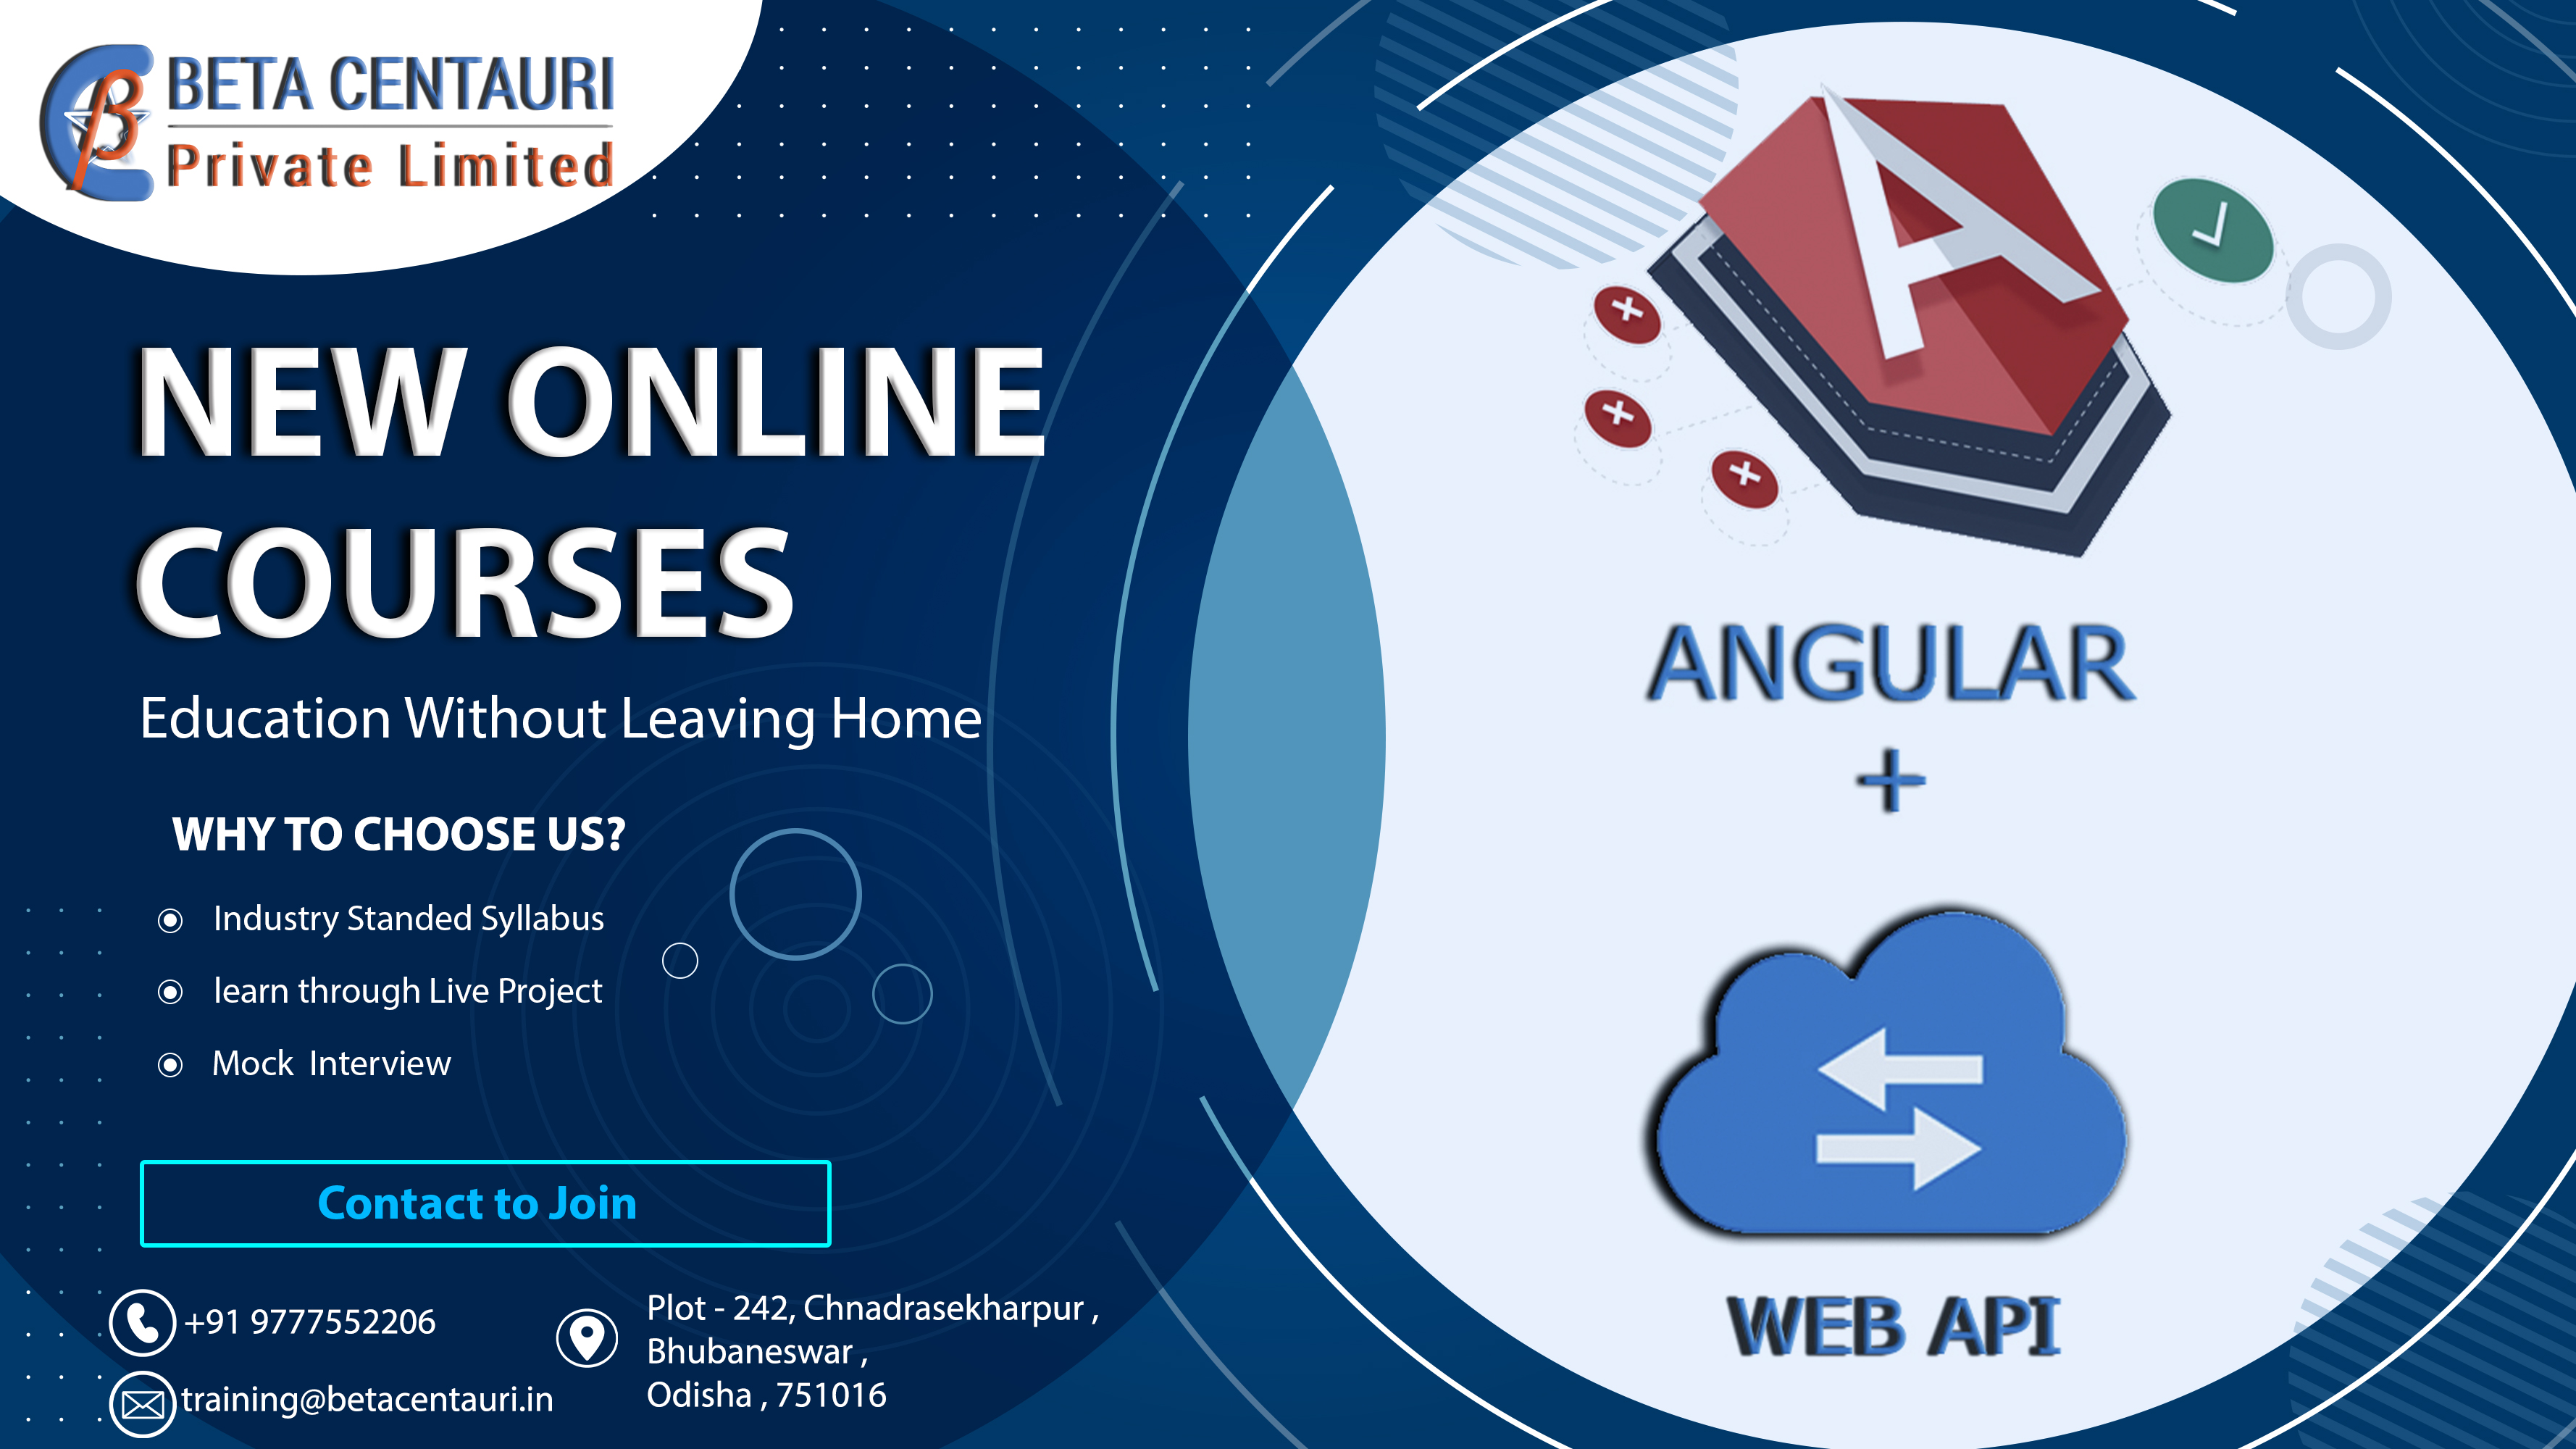 BETA CENTAURI
Private Limited
NEW ONLINE
COURSES
Education Without Leaving Home
WHY TO CHOOSE US?
Industry Standed Syllabus
learn through Live Project
Mock Interview
Contact to Join
+91 9777552206
training@betacentauri.in
Plot - 242, Chnadrasekharpur ,
Bhubaneswar ,
Odisha , 751016
A
ANGULAR
+
WEB API